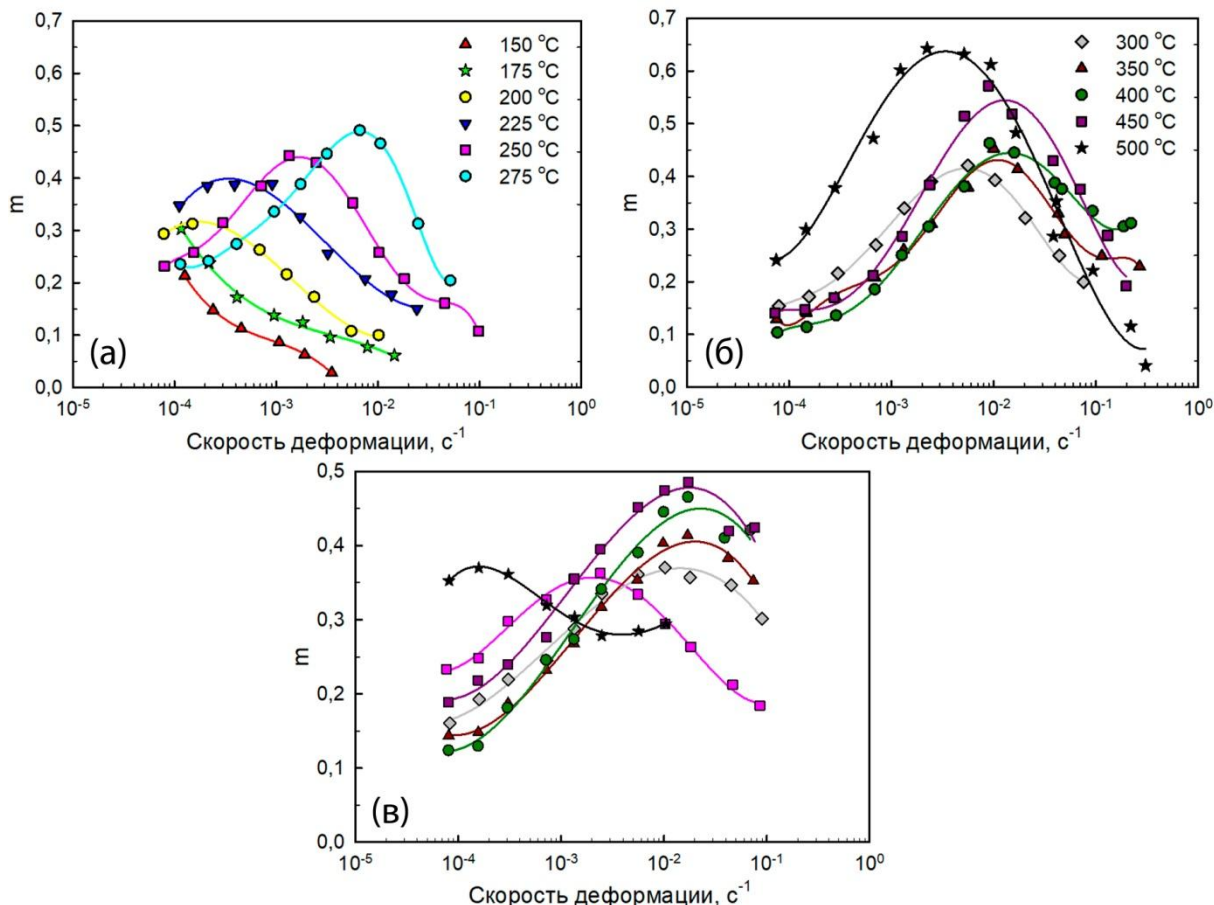 0,7
0,6
0,5
0,4
0,3
0,2
0,1
0,0
m
150 °C
175 °C
200 °C
225 °C
250 °C
275 °C
(а)
10⁻⁵ 10⁻⁴ 10⁻³ 10⁻² 10⁻¹ 10⁰
Скорость деформации, с⁻¹
0,7
0,6
0,5
0,4
0,3
0,2
0,1
0,0
m
300 °C
350 °C
400 °C
450 °C
500 °C
(б)
10⁻⁵ 10⁻⁴ 10⁻³ 10⁻² 10⁻¹ 10⁰
Скорость деформации, с⁻¹
0,5
0,4
0,3
0,2
0,1
0,0
m
(в)
10⁻⁵ 10⁻⁴ 10⁻³ 10⁻² 10⁻¹ 10⁰
Скорость деформации, с⁻¹